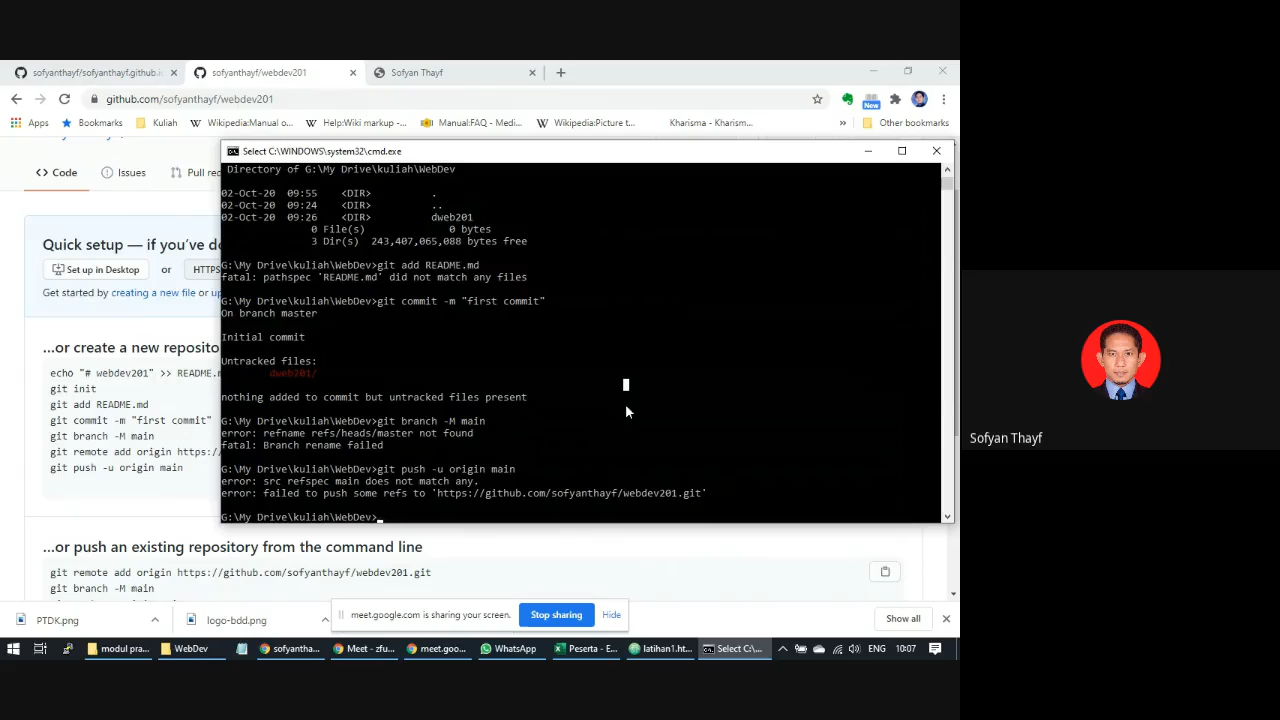 sofyanthayf/sofyanthayf.github.i
sofyanthayf/webdev201
Sofyan Thayf
github.com/sofyanthayf/webdev201
New
Apps
Bookmarks
Kuliah
Wikipedia:Manual o...
Help:Wiki markup -...
Manual:FAQ - Medi...
Wikipedia:Picture t...
Kharisma - Kharism...
Other bookmarks
Select C:\WINDOWS\system32\cmd.exe
Code
Issues
Pull rec
Directory of G:\My Drive\kuliah\WebDev
02-Oct-20 09:55 <DIR> .
02-Oct-20 09:24 <DIR> ..
02-Oct-20 09:26 <DIR> dweb201
0 File(s) 0 bytes
3 Dir(s) 243,407,065,088 bytes free
G:\My Drive\kuliah\WebDev>git add README.md
fatal: pathspec 'README.md' did not match any files
G:\My Drive\kuliah\WebDev>git commit -m "first commit"
On branch master
Initial commit
Untracked files:
dweb201/
nothing added to commit but untracked files present
G:\My Drive\kuliah\WebDev>git branch -M main
error: refname refs/heads/master not found
fatal: Branch rename failed
G:\My Drive\kuliah\WebDev>git push -u origin main
error: src refspec main does not match any.
error: failed to push some refs to 'https://github.com/sofyanthayf/webdev201.git'
G:\My Drive\kuliah\WebDev>
Quick setup — if you've do
Set up in Desktop
or
HTTPS
Get started by creating a new file or up
...or create a new reposito
echo "# webdev201" >> READM
git init
git add README.md
git commit -m "first commit"
git branch -M main
git remote add origin https:/
git push -u origin main
...or push an existing repository from the command line
git remote add origin https://github.com/sofyanthayf/webdev201.git
git branch -M main
PTDK.png
logo-bdd.png
meet.google.com is sharing your screen.
Stop sharing
Hide
Show all
modul pra...
WebDev
sofyantha...
Meet - zfu...
meet.goo...
WhatsApp
Peserta - E...
latihan1.ht...
Select C:\...
ENG
10:07
Sofyan Thayf